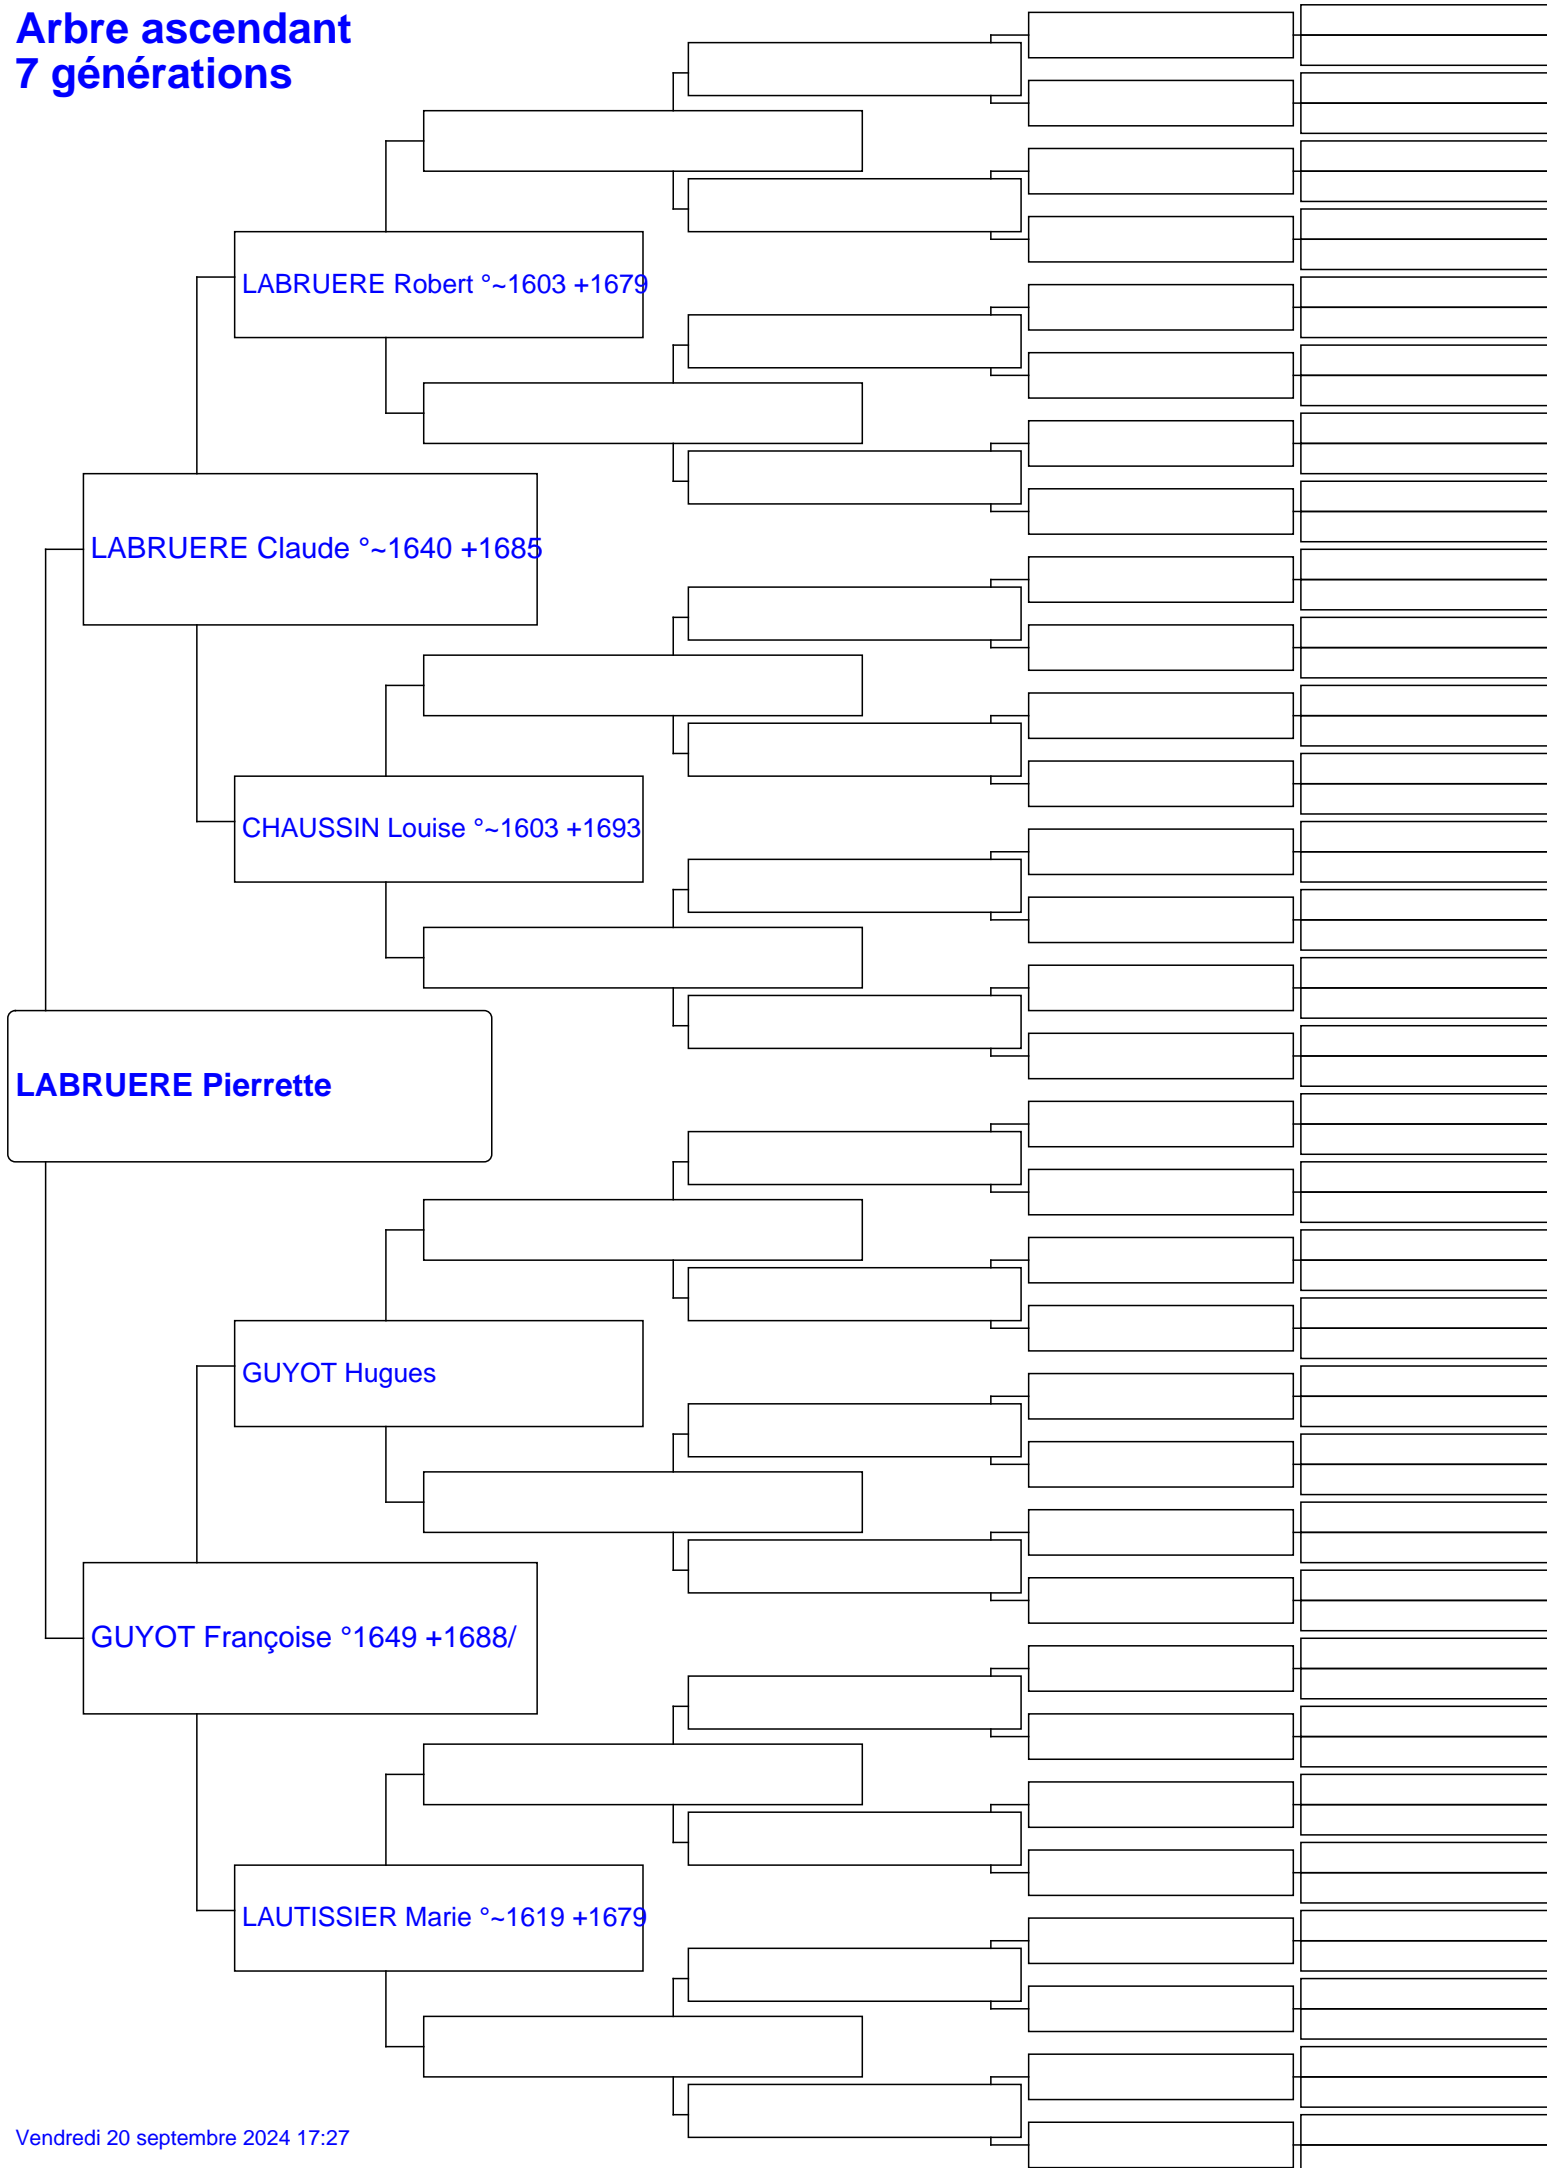 Arbre ascendant
7 générations
LABRUERE Robert °~1603 +1679
LABRUERE Claude °~1640 +1685
CHAUSSIN Louise °~1603 +1693
LABRUERE Pierrette
GUYOT Hugues
GUYOT Françoise °1649 +1688/
LAUTISSIER Marie °~1619 +1679
Vendredi 20 septembre 2024 17:27